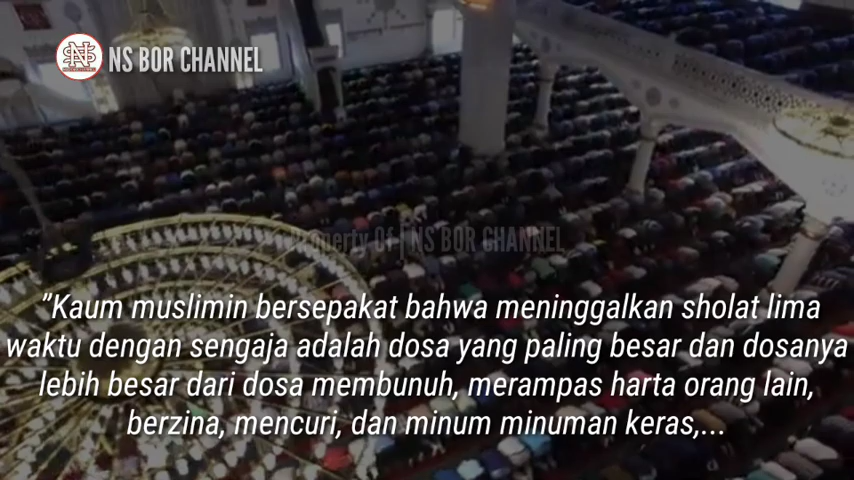 NS BOR CHANNEL
Property Of | NS BOR CHANNEL
"Kaum muslimin bersepakat bahwa meninggalkan sholat lima
waktu dengan sengaja adalah dosa yang paling besar dan dosanya
lebih besar dari dosa membunuh, merampas harta orang lain,
berzina, mencuri, dan minum minuman keras,...